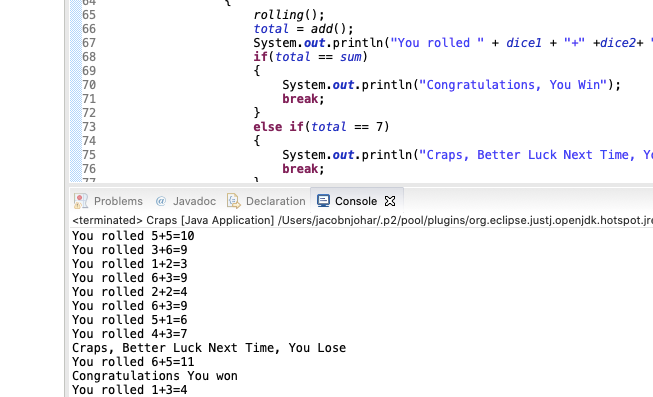 64 {
65 rolling();
66 total = add();
67 System.out.println("You rolled " + dice1 + "+" +dice2+ "
68 if(total == sum)
69 {
70 System.out.println("Congratulations, You Win");
71 break;
72 }
73 else if(total == 7)
74 {
75 System.out.println("Craps, Better Luck Next Time, Yo
76 break;
77 }
Problems @ Javadoc Declaration Console
<terminated> Craps [Java Application] /Users/jacobnjohar/.p2/pool/plugins/org.eclipse.justj.openjdk.hotspot.jre
You rolled 5+5=10
You rolled 3+6=9
You rolled 1+2=3
You rolled 6+3=9
You rolled 2+2=4
You rolled 6+3=9
You rolled 5+1=6
You rolled 4+3=7
Craps, Better Luck Next Time, You Lose
You rolled 6+5=11
Congratulations You won
You rolled 1+3=4